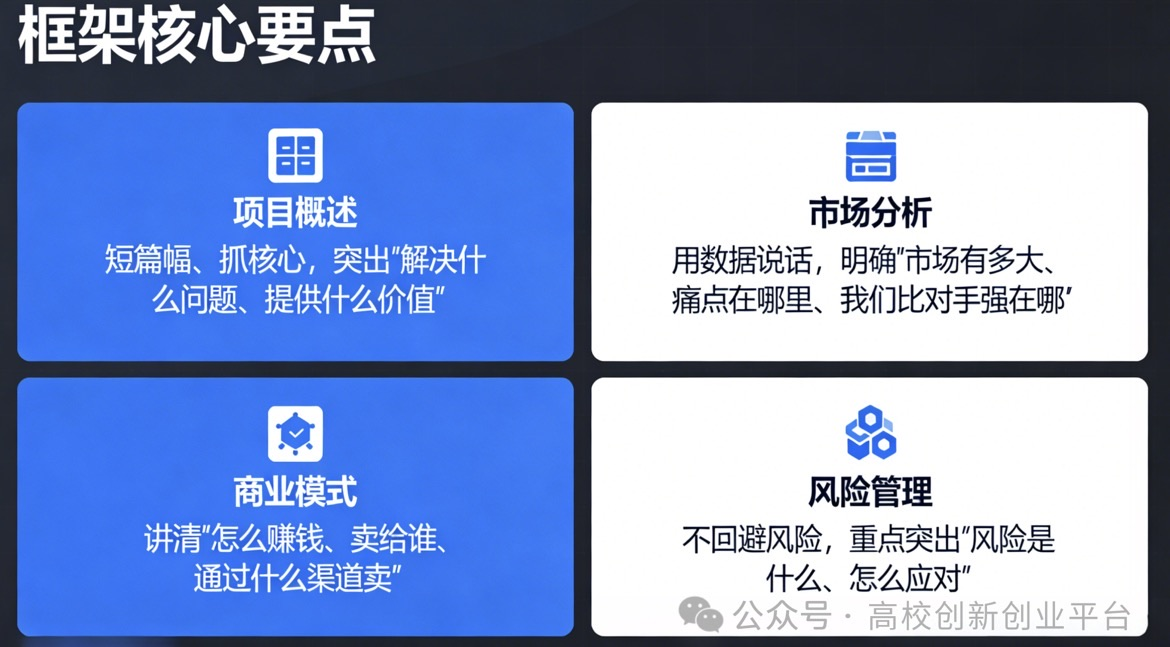 框架核心要点
项目概述
短篇幅、抓核心，突出"解决什
么问题、提供什么价值"
市场分析
用数据说话，明确"市场有多大、
痛点在哪里、我们比对手强在哪"
商业模式
讲清"怎么赚钱、卖给谁、
通过什么渠道卖"
风险管理
不回避风险，重点突出"风险是
什么、怎么应对"
公众号·高校创新创业平台